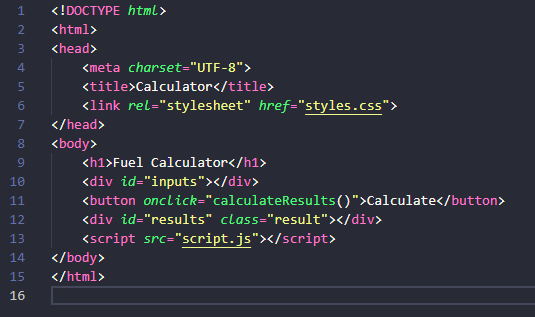 1 <!DOCTYPE html>
2 <html>
3 <head>
4     <meta charset="UTF-8">
5     <title>Calculator</title>
6     <link rel="stylesheet" href="styles.css">
7 </head>
8 <body>
9     <h1>Fuel Calculator</h1>
10     <div id="inputs"></div>
11     <button onclick="calculateResults()">Calculate</button>
12     <div id="results" class="result"></div>
13     <script src="script.js"></script>
14 </body>
15 </html>
16